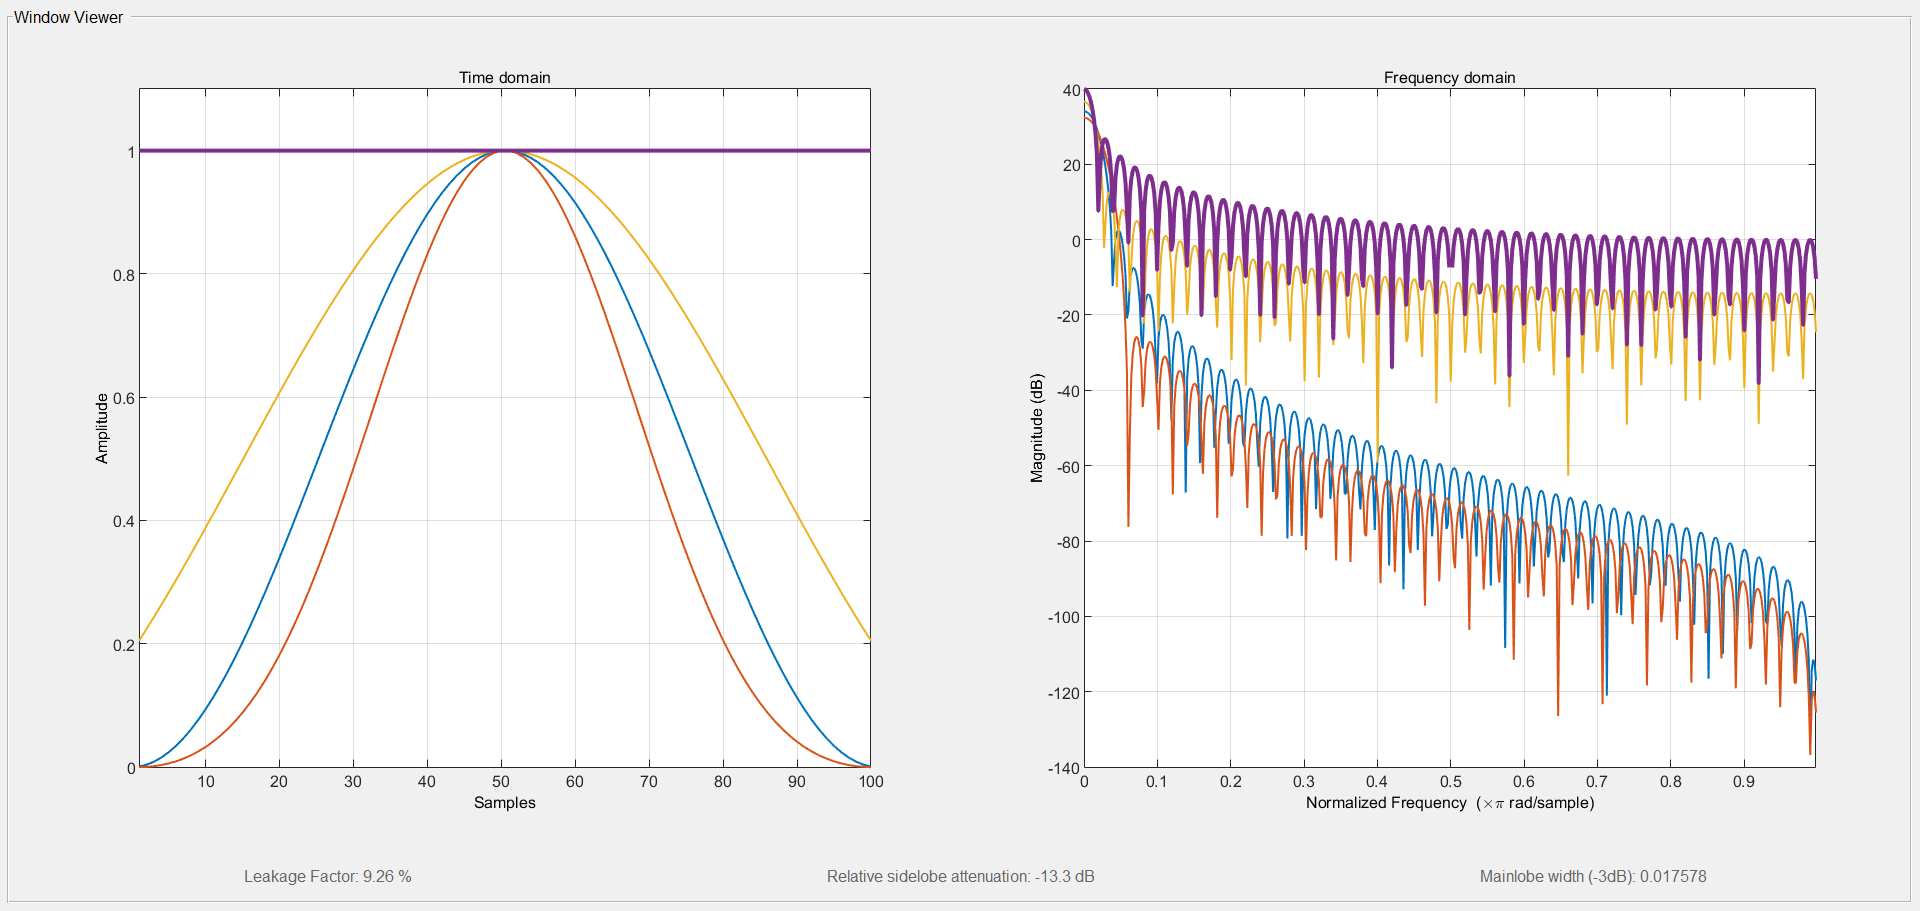 Window Viewer
Time domain
Amplitude
1
0.8
0.6
0.4
0.2
0
10 20 30 40 50 60 70 80 90 100
Samples
Frequency domain
Magnitude (dB)
40
20
0
-20
-40
-60
-80
-100
-120
-140
0 0.1 0.2 0.3 0.4 0.5 0.6 0.7 0.8 0.9
Normalized Frequency (×π rad/sample)
Leakage Factor: 9.26 %
Relative sidelobe attenuation: -13.3 dB
Mainlobe width (-3dB): 0.017578